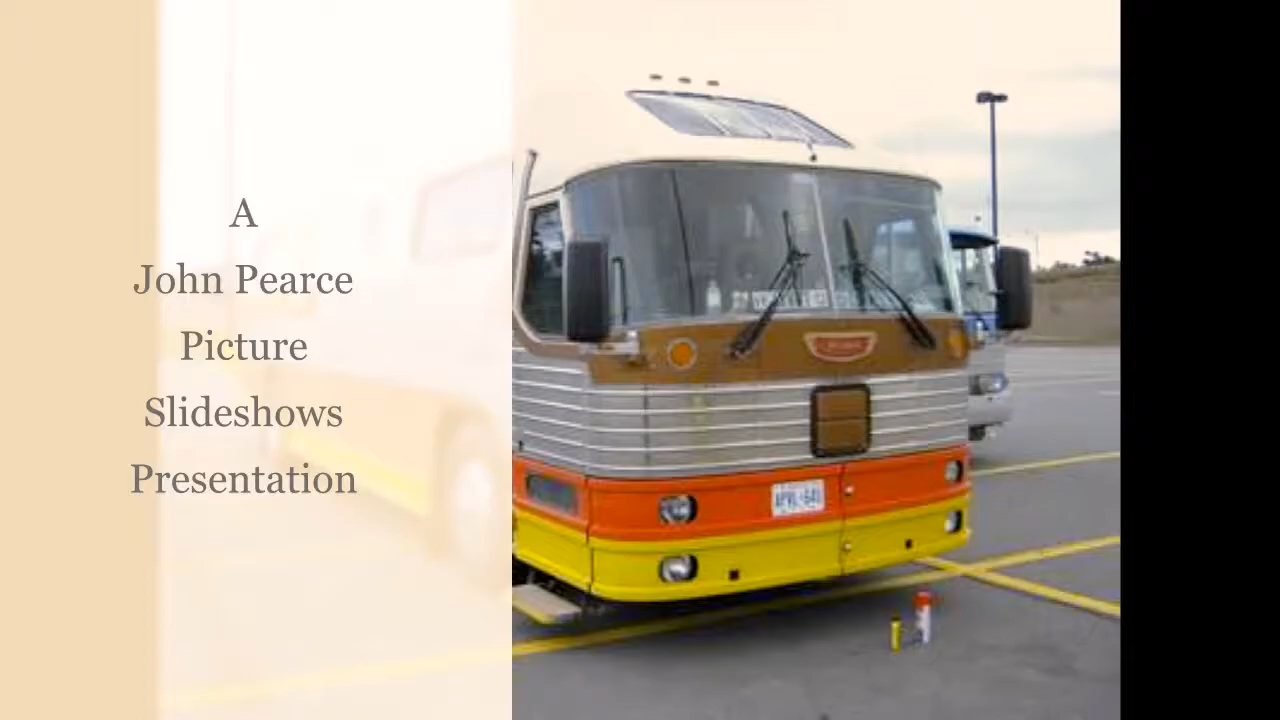 A
John Pearce
Picture
Slideshows
Presentation